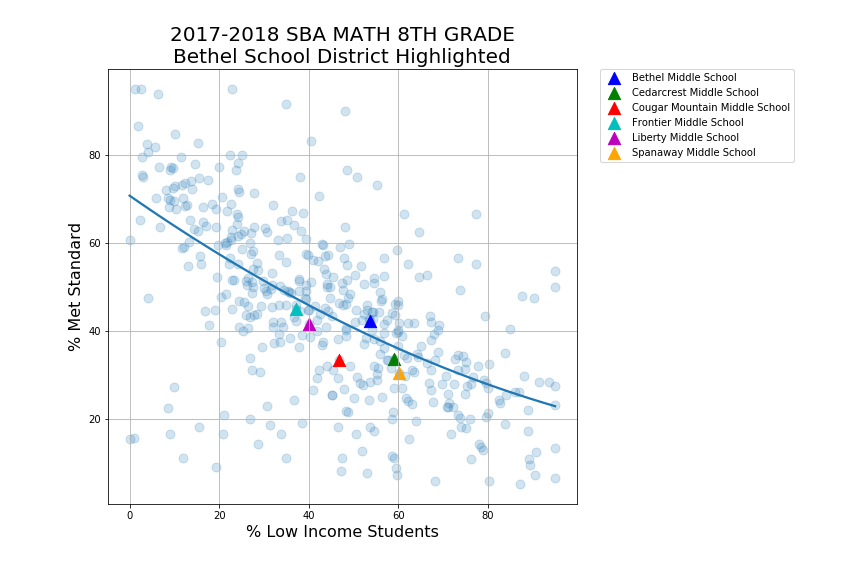 2017-2018 SBA MATH 8TH GRADE
Bethel School District Highlighted
Bethel Middle School
Cedarcrest Middle School
Cougar Mountain Middle School
Frontier Middle School
Liberty Middle School
Spanaway Middle School
% Met Standard
80
60
40
20
0 20 40 60 80
% Low Income Students